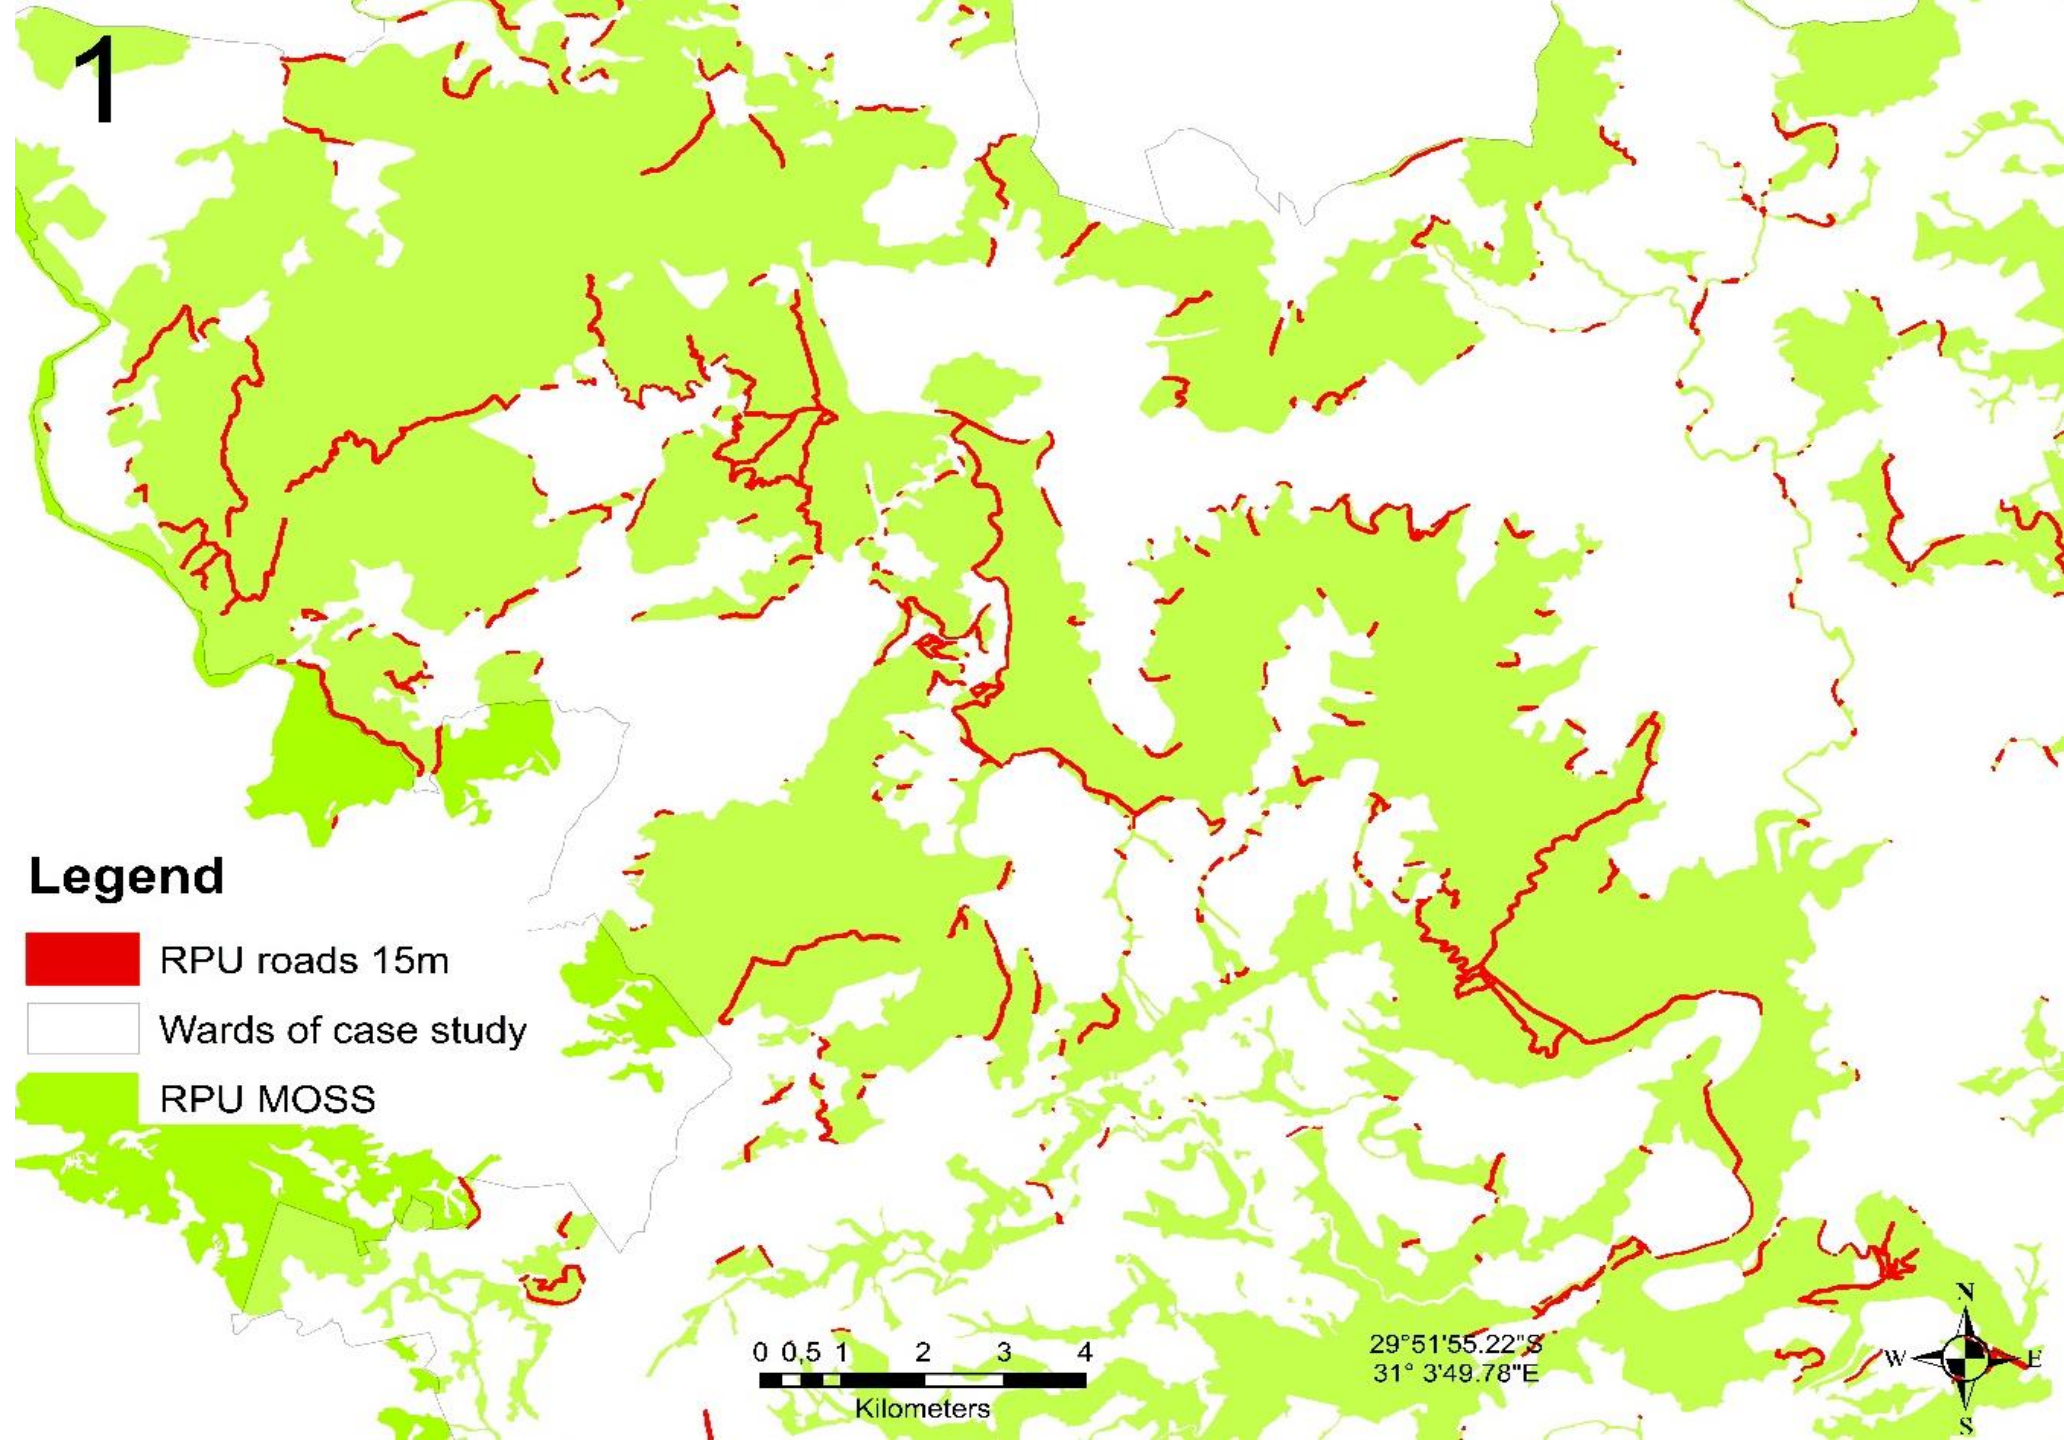 1
Legend
RPU roads 15m
Wards of case study
RPU MOSS
0 0,5 1 2 3 4
Kilometers
29°51'55.22"S
31° 3'49.78"E
N
W E
S